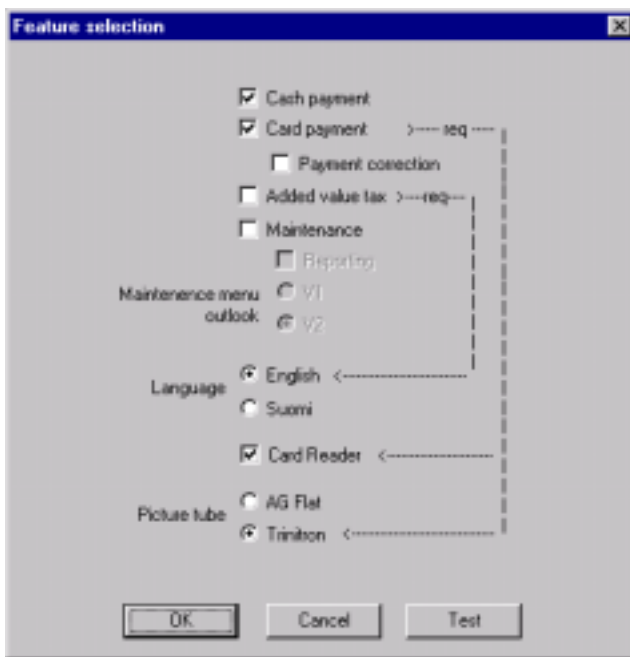 Feature selection
Cash payment
Card payment >---- req ----
Payment correction
Added value tax >---req---
Maintenance
Reporting
Maintenence menu V1
outlook V2
English <---------------
Language
Suomi
Card Reader <-------------
AG Flat
Picture tube
Trinitron <-----------------
OK Cancel Test